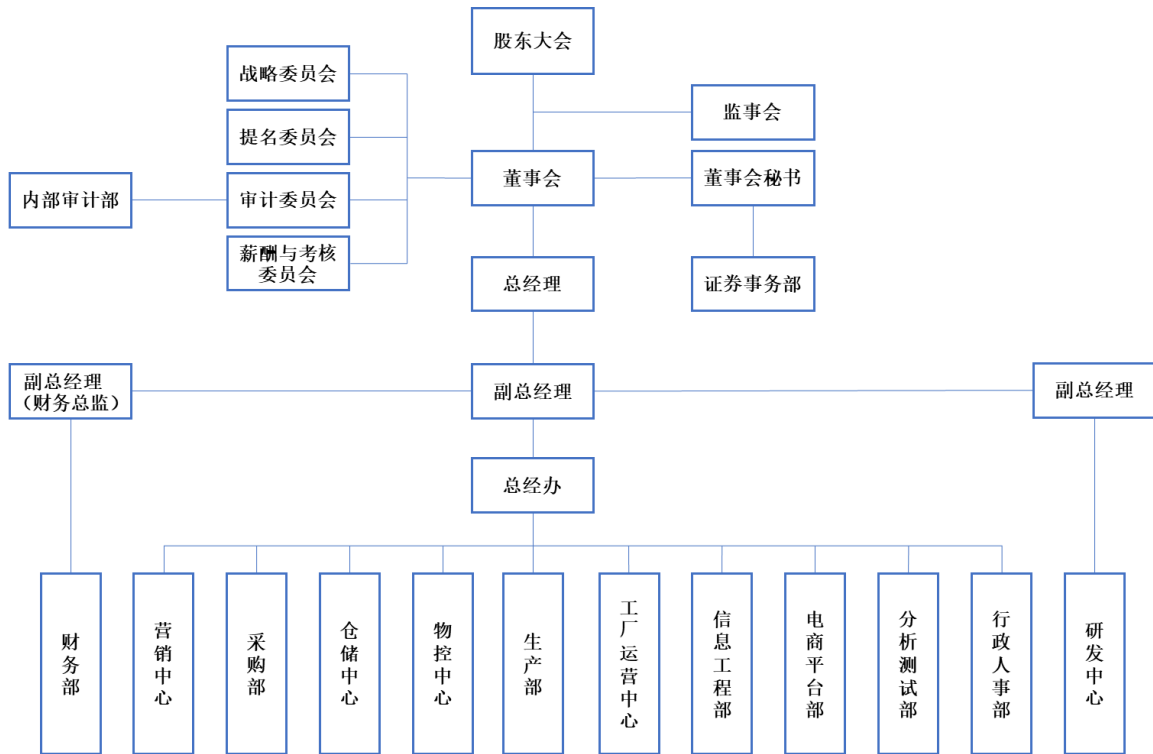 股东大会
战略委员会
监事会
提名委员会
董事会
董事会秘书
内部审计部
审计委员会
薪酬与考核
委员会
总经理
证券事务部
副总经理
（财务总监）
副总经理
副总经理
总经办
财务部
营销中心
采购部
仓储中心
物控中心
生产部
工厂运营中心
信息工程部
电商平台部
分析测试部
行政人事部
研发中心